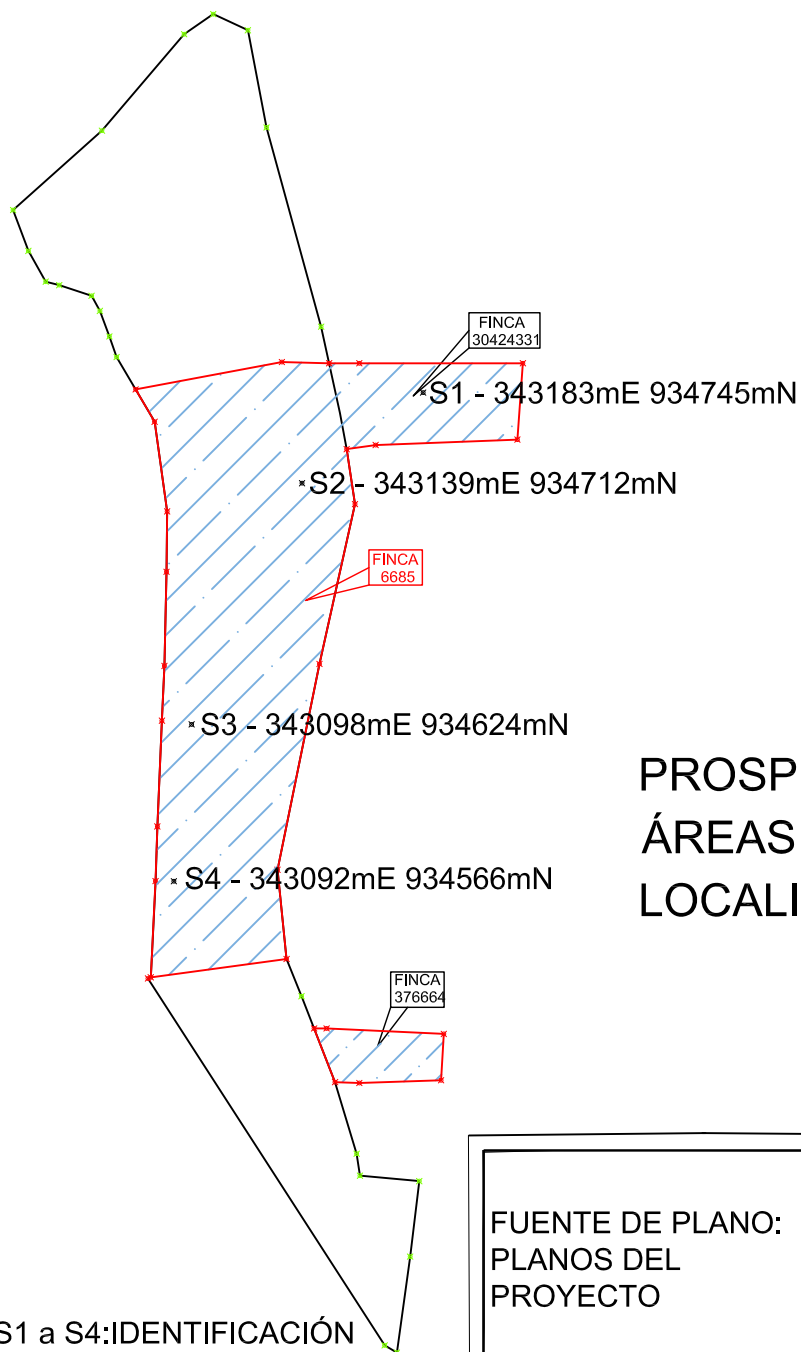 FINCA
30424331
S1 - 343183mE 934745mN
S2 - 343139mE 934712mN
FINCA
6685
S3 - 343098mE 934624mN
PROSP
ÁREAS
LOCALI
S4 - 343092mE 934566mN
FINCA
376664
FUENTE DE PLANO:
PLANOS DEL
PROYECTO
S1 a S4:IDENTIFICACIÓN